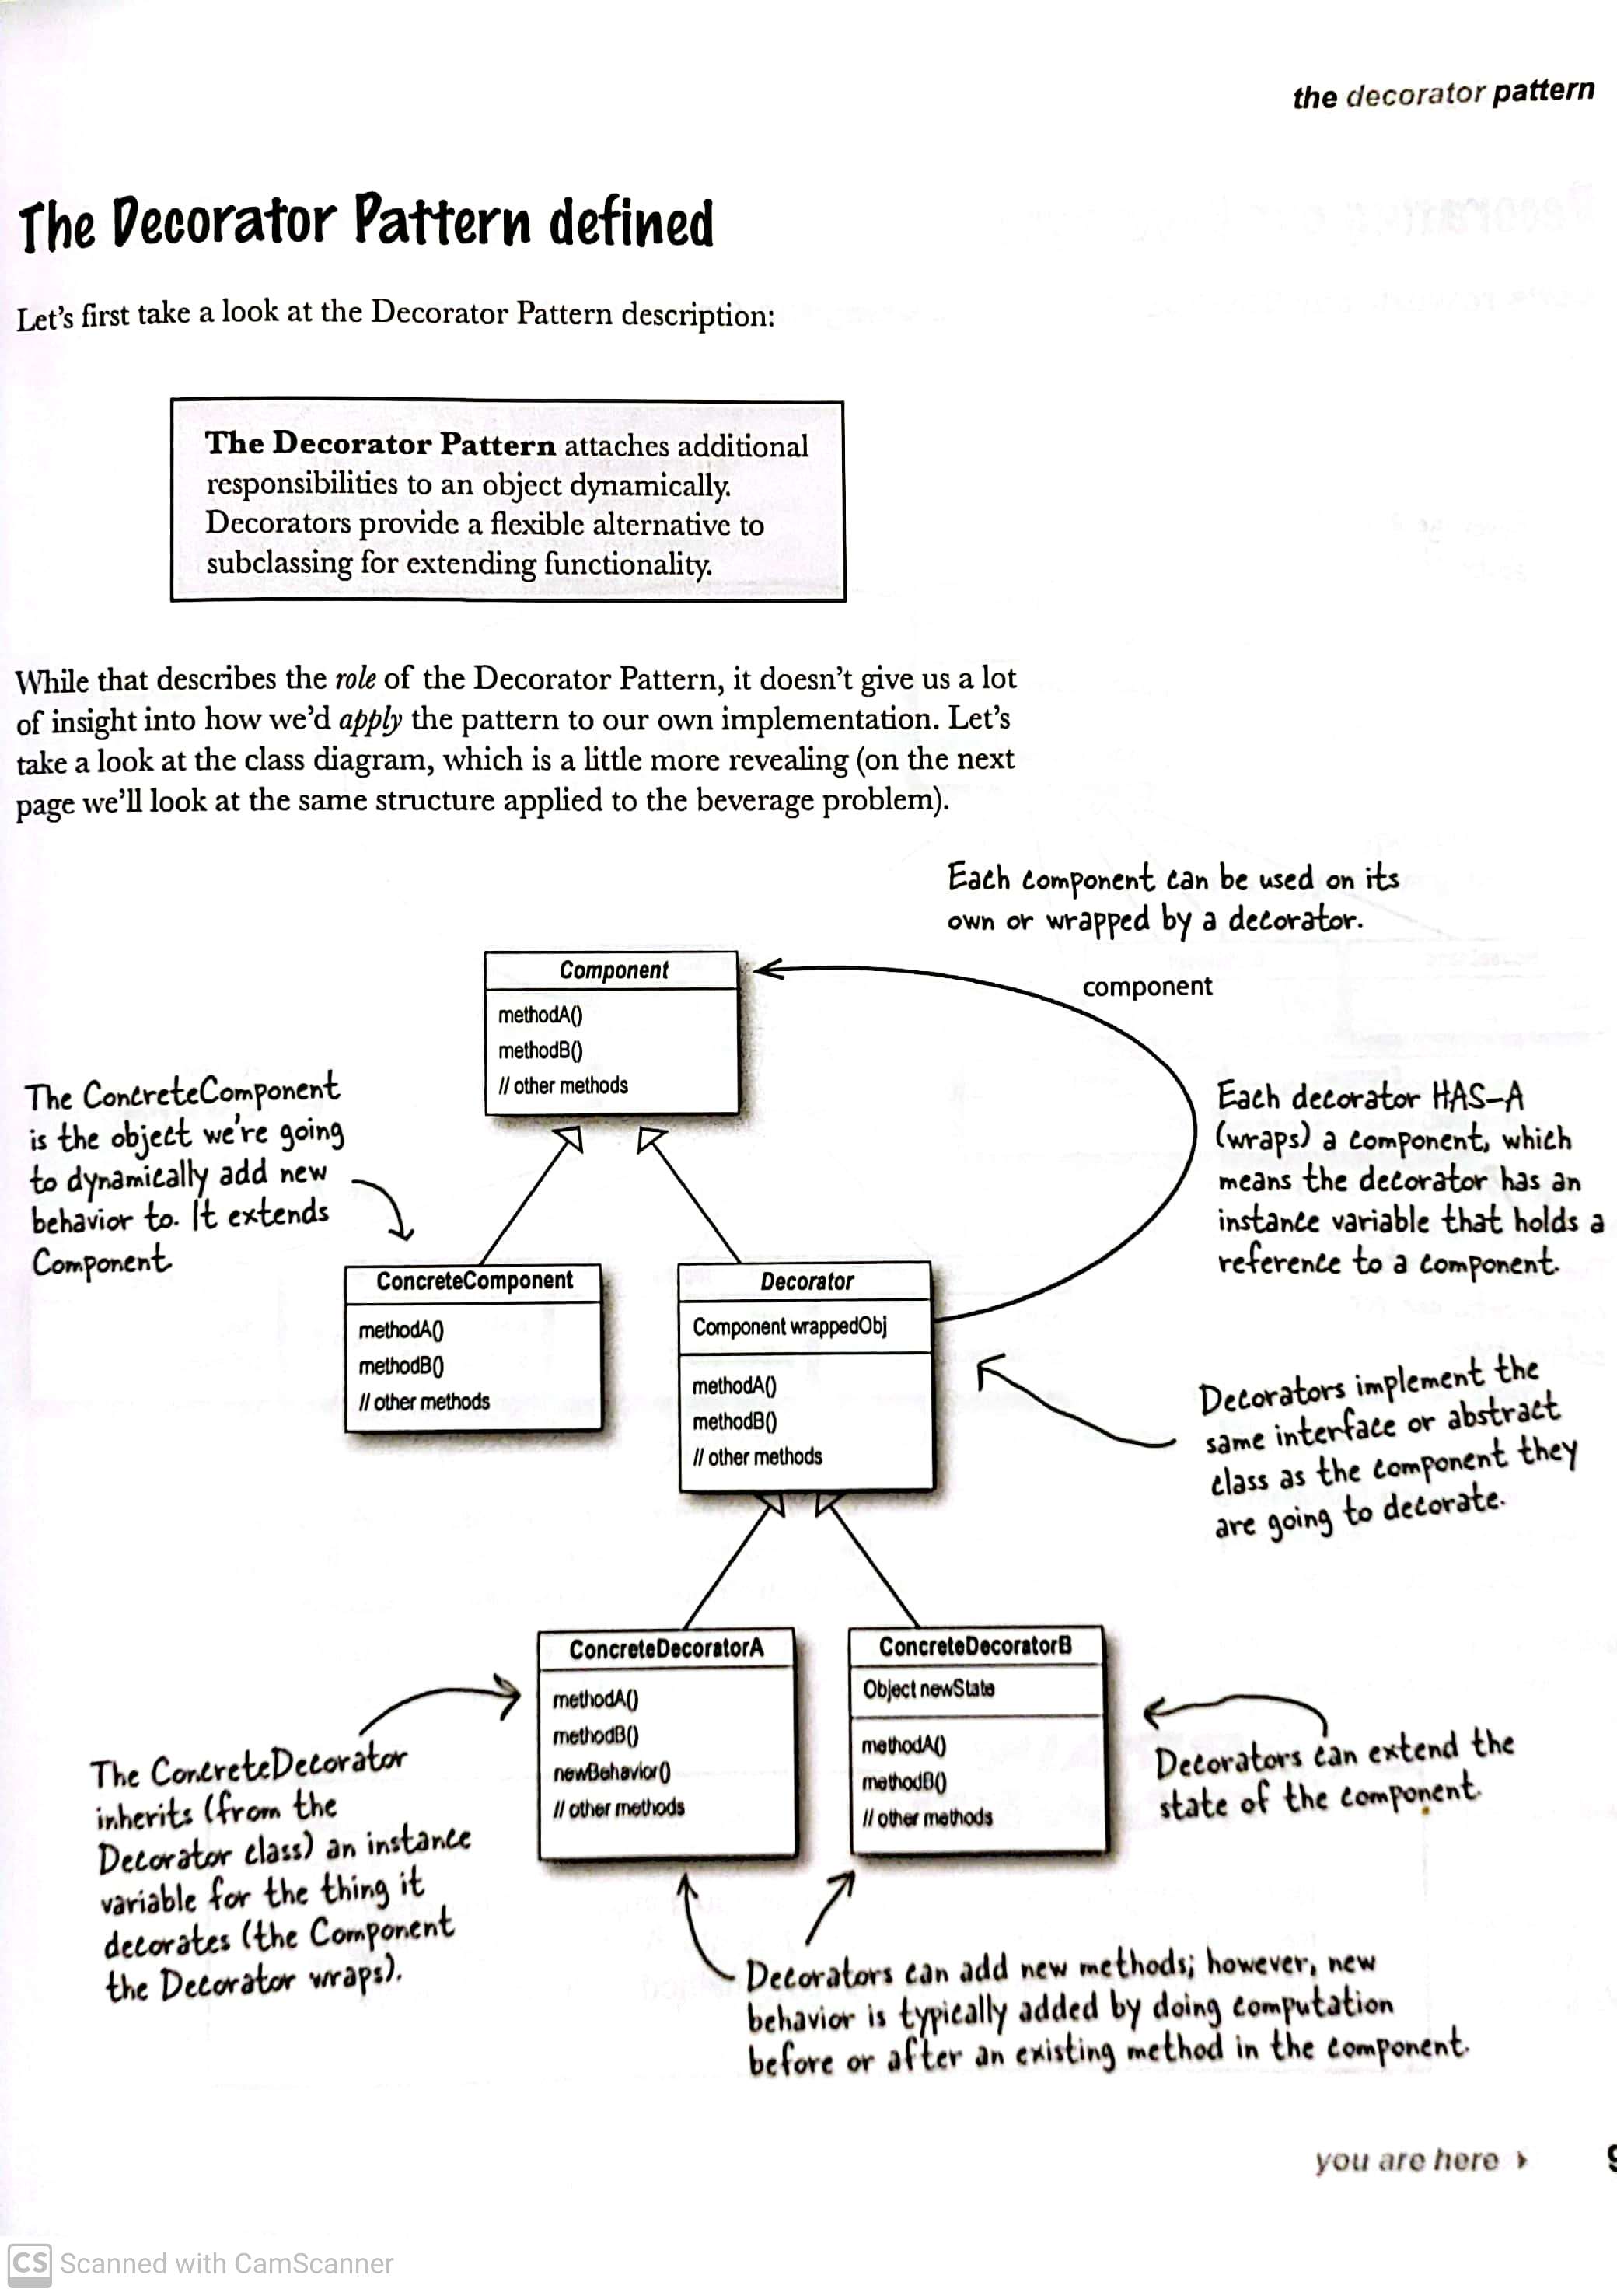 the decorator pattern
The Decorator Pattern defined
Let's first take a look at the Decorator Pattern description:
The Decorator Pattern attaches additional
responsibilities to an object dynamically.
Decorators provide a flexible alternative to
subclassing for extending functionality.
While that describes the role of the Decorator Pattern, it doesn't give us a lot
of insight into how we'd apply the pattern to our own implementation. Let's
take a look at the class diagram, which is a little more revealing (on the next
page we'll look at the same structure applied to the beverage problem).
Each component can be used on its
own or wrapped by a decorator.
component
Component
methodA()
methodB()
// other methods
The ConcreteComponent
is the object we're going
to dynamically add new
behavior to. It extends
Component.
Each decorator HAS-A
(wraps) a component, which
means the decorator has an
instance variable that holds a
reference to a component.
ConcreteComponent
methodA()
methodB()
// other methods
Decorator
Component wrappedObj
methodA()
methodB()
// other methods
Decorators implement the
same interface or abstract
class as the component they
are going to decorate.
ConcreteDecoratorA
methodA()
methodB()
newBehavior()
// other methods
ConcreteDecoratorB
Object newState
methodA()
methodB()
// other methods
The ConcreteDecorator
inherits (from the
Decorator class) an instance
variable for the thing it
decorates (the Component
the Decorator wraps).
Decorators can extend the
state of the component.
Decorators can add new methods; however, new
behavior is typically added by doing computation
before or after an existing method in the component.
you are here
CS Scanned with CamScanner